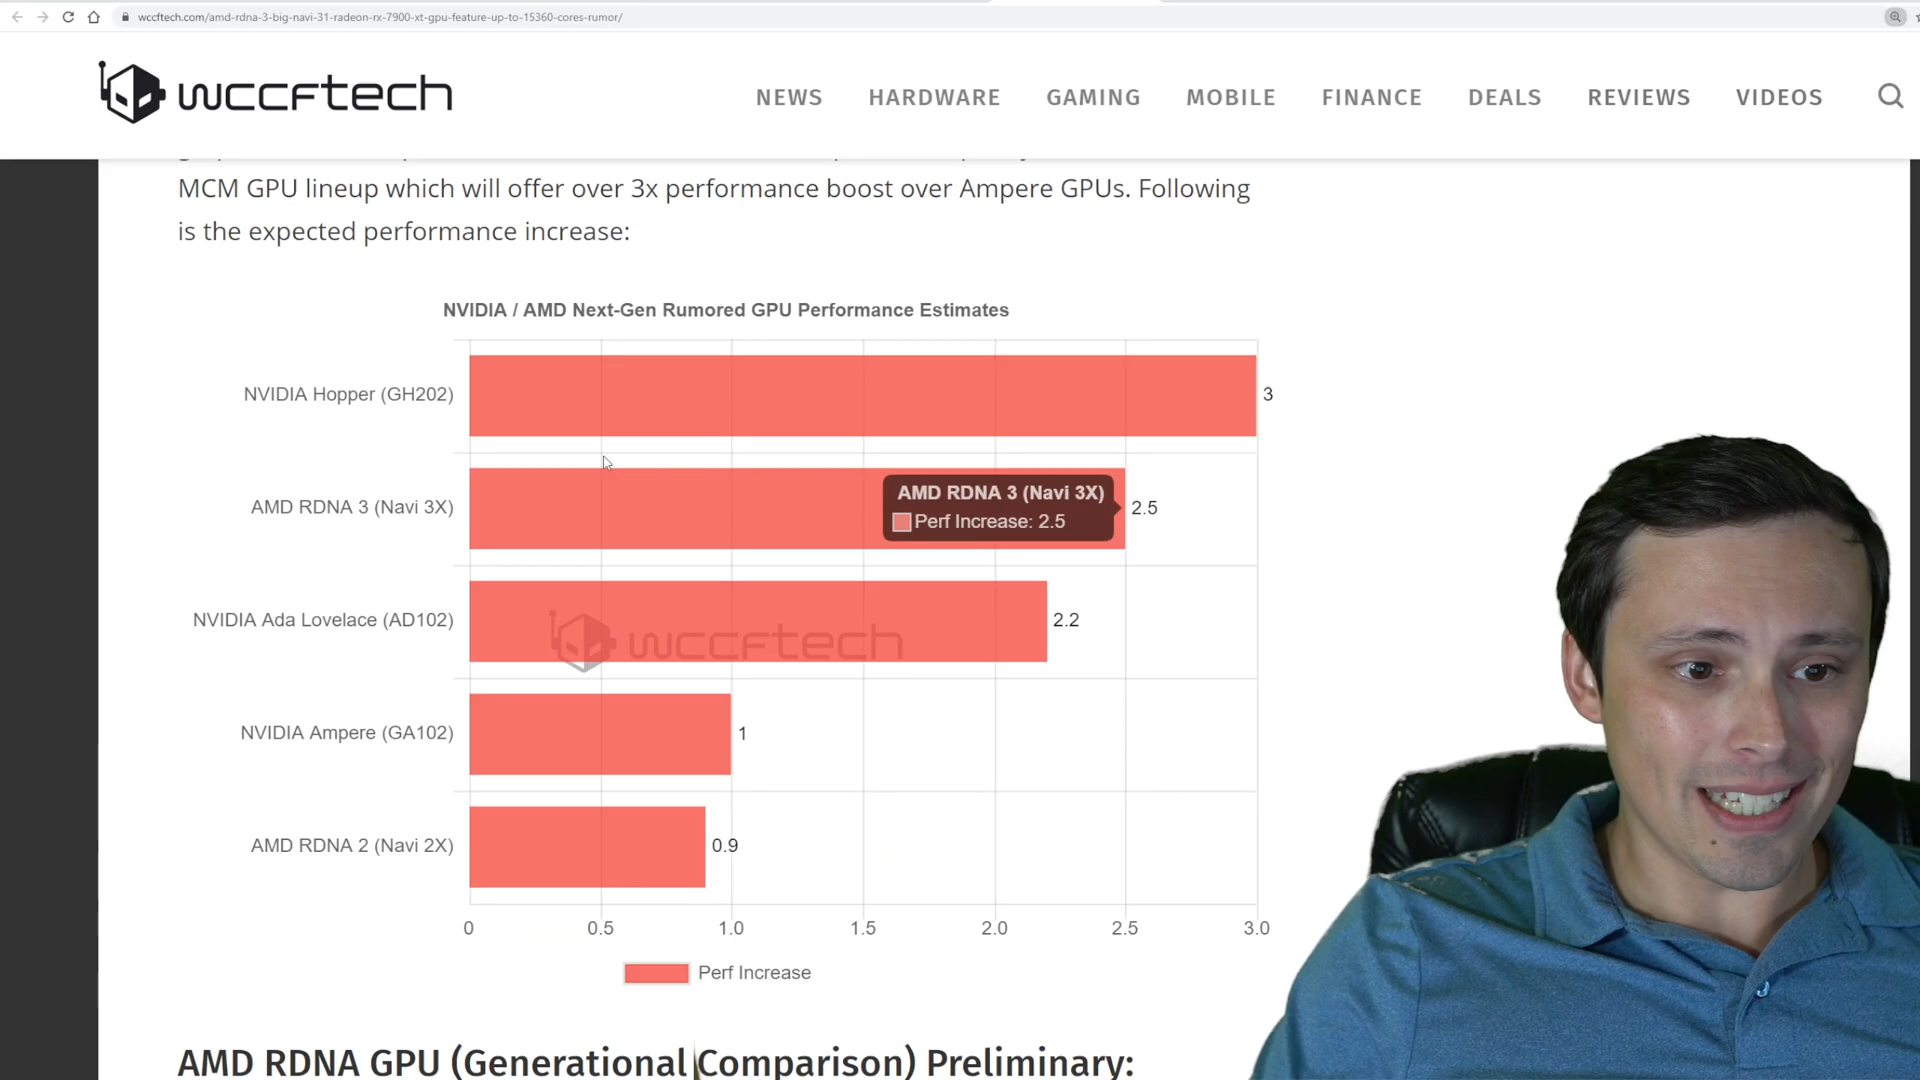 wccftech.com/amd-rdna-3-big-navi-31-radeon-rx-7900-xt-gpu-feature-up-to-15360-cores-rumor/
wccftech
NEWS HARDWARE GAMING MOBILE FINANCE DEALS REVIEWS VIDEOS
MCM GPU lineup which will offer over 3x performance boost over Ampere GPUs. Following
is the expected performance increase:
NVIDIA / AMD Next-Gen Rumored GPU Performance Estimates
NVIDIA Hopper (GH202) 3
AMD RDNA 3 (Navi 3X) 2.5
AMD RDNA 3 (Navi 3X)
Perf Increase: 2.5
NVIDIA Ada Lovelace (AD102) 2.2
wccftech
NVIDIA Ampere (GA102) 1
AMD RDNA 2 (Navi 2X) 0.9
0 0.5 1.0 1.5 2.0 2.5 3.0
Perf Increase
AMD RDNA GPU (Generational Comparison) Preliminary: